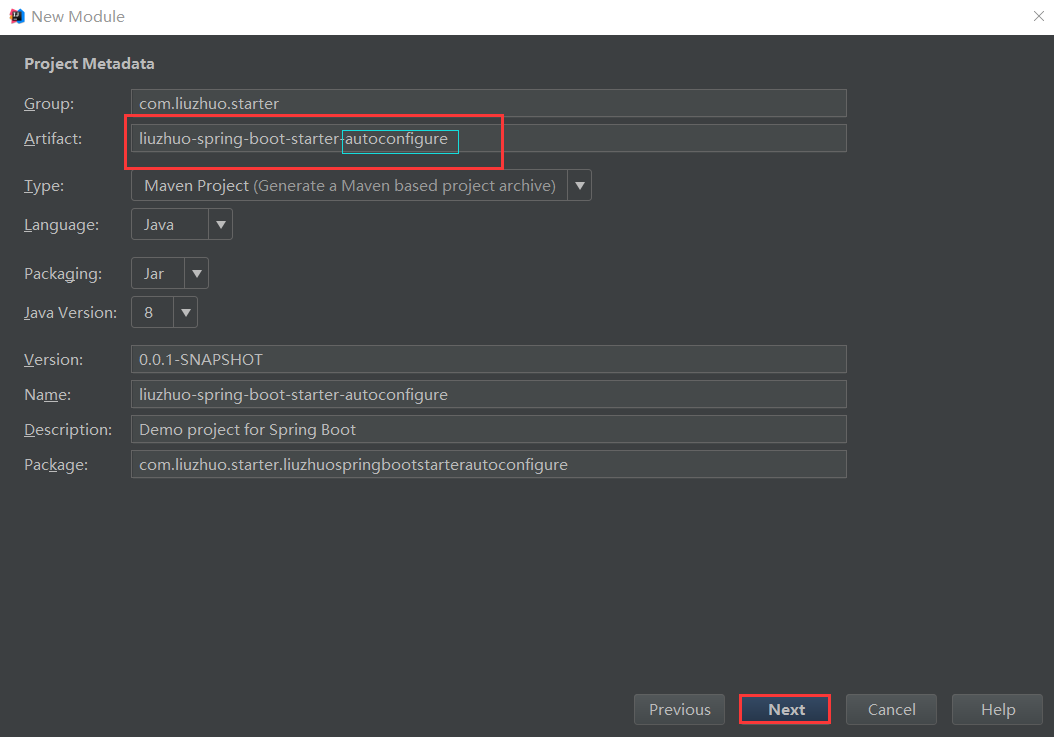 New Module
Project Metadata
Group: com.liuzhuo.starter
Artifact: liuzhuo-spring-boot-starter-autoconfigure
Type: Maven Project (Generate a Maven based project archive)
Language: Java
Packaging: Jar
Java Version: 8
Version: 0.0.1-SNAPSHOT
Name: liuzhuo-spring-boot-starter-autoconfigure
Description: Demo project for Spring Boot
Package: com.liuzhuo.starter.liuzhuospringbootstarterautoconfigure
Previous Next Cancel Help